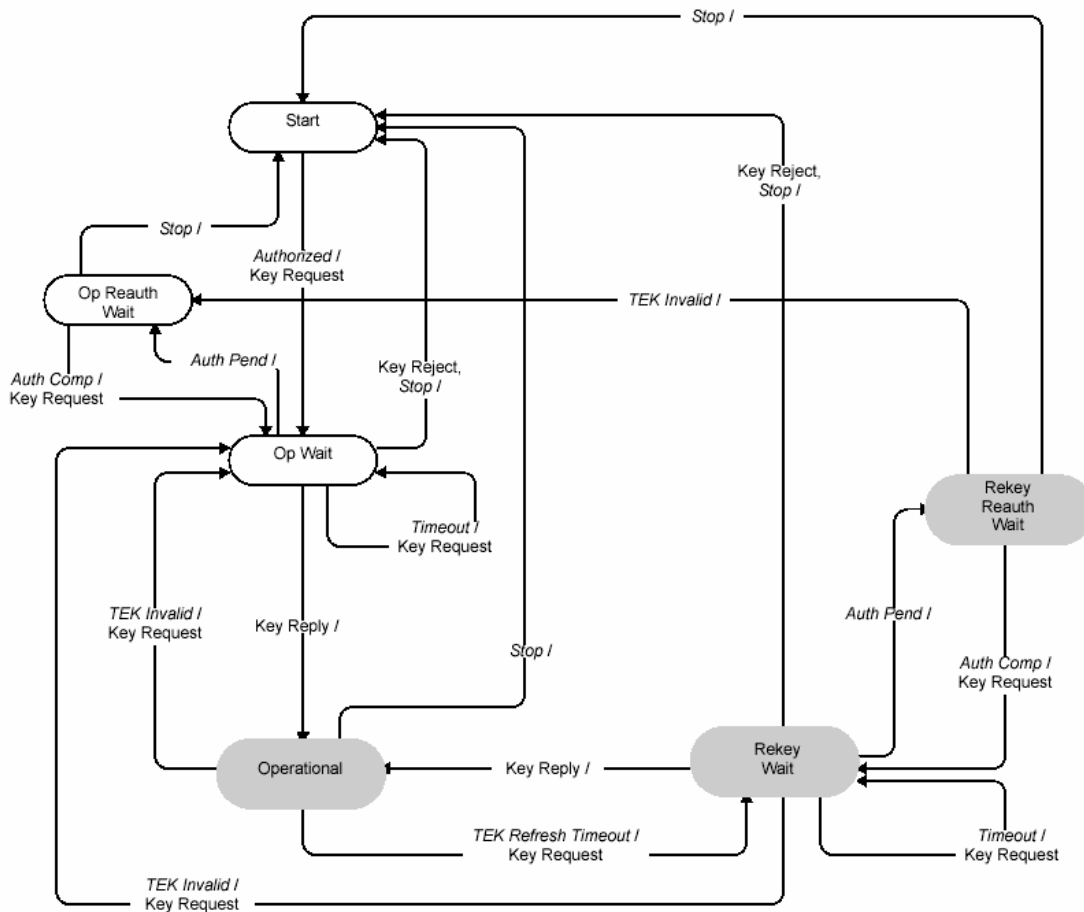 Stop /
Start
Key Reject,
Stop /
Stop /
Authorized /
Key Request
Op Reauth
Wait
TEK Invalid /
Auth Pend /
Key Reject,
Stop /
Auth Comp /
Key Request
Op Wait
Rekey
Reauth
Wait
Timeout /
Key Request
TEK Invalid /
Key Request
Key Reply /
Auth Pend /
Stop /
Auth Comp /
Key Request
Operational
Key Reply /
Rekey
Wait
TEK Refresh Timeout /
Key Request
Timeout /
Key Request
TEK Invalid /
Key Request